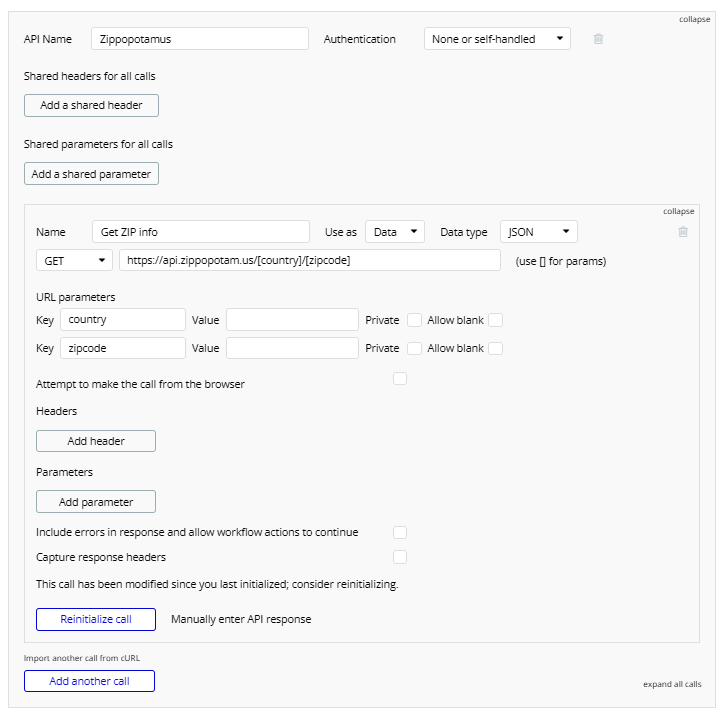 collapse
API Name Zippopotamus Authentication None or self-handled
Shared headers for all calls
Add a shared header
Shared parameters for all calls
Add a shared parameter
collapse
Name Get ZIP info Use as Data Data type JSON
GET https://api.zippopotam.us/[country]/[zipcode] (use [] for params)
URL parameters
Key country Value Private Allow blank
Key zipcode Value Private Allow blank
Attempt to make the call from the browser
Headers
Add header
Parameters
Add parameter
Include errors in response and allow workflow actions to continue
Capture response headers
This call has been modified since you last initialized; consider reinitializing.
Reinitialize call Manually enter API response
Import another call from cURL
Add another call expand all calls